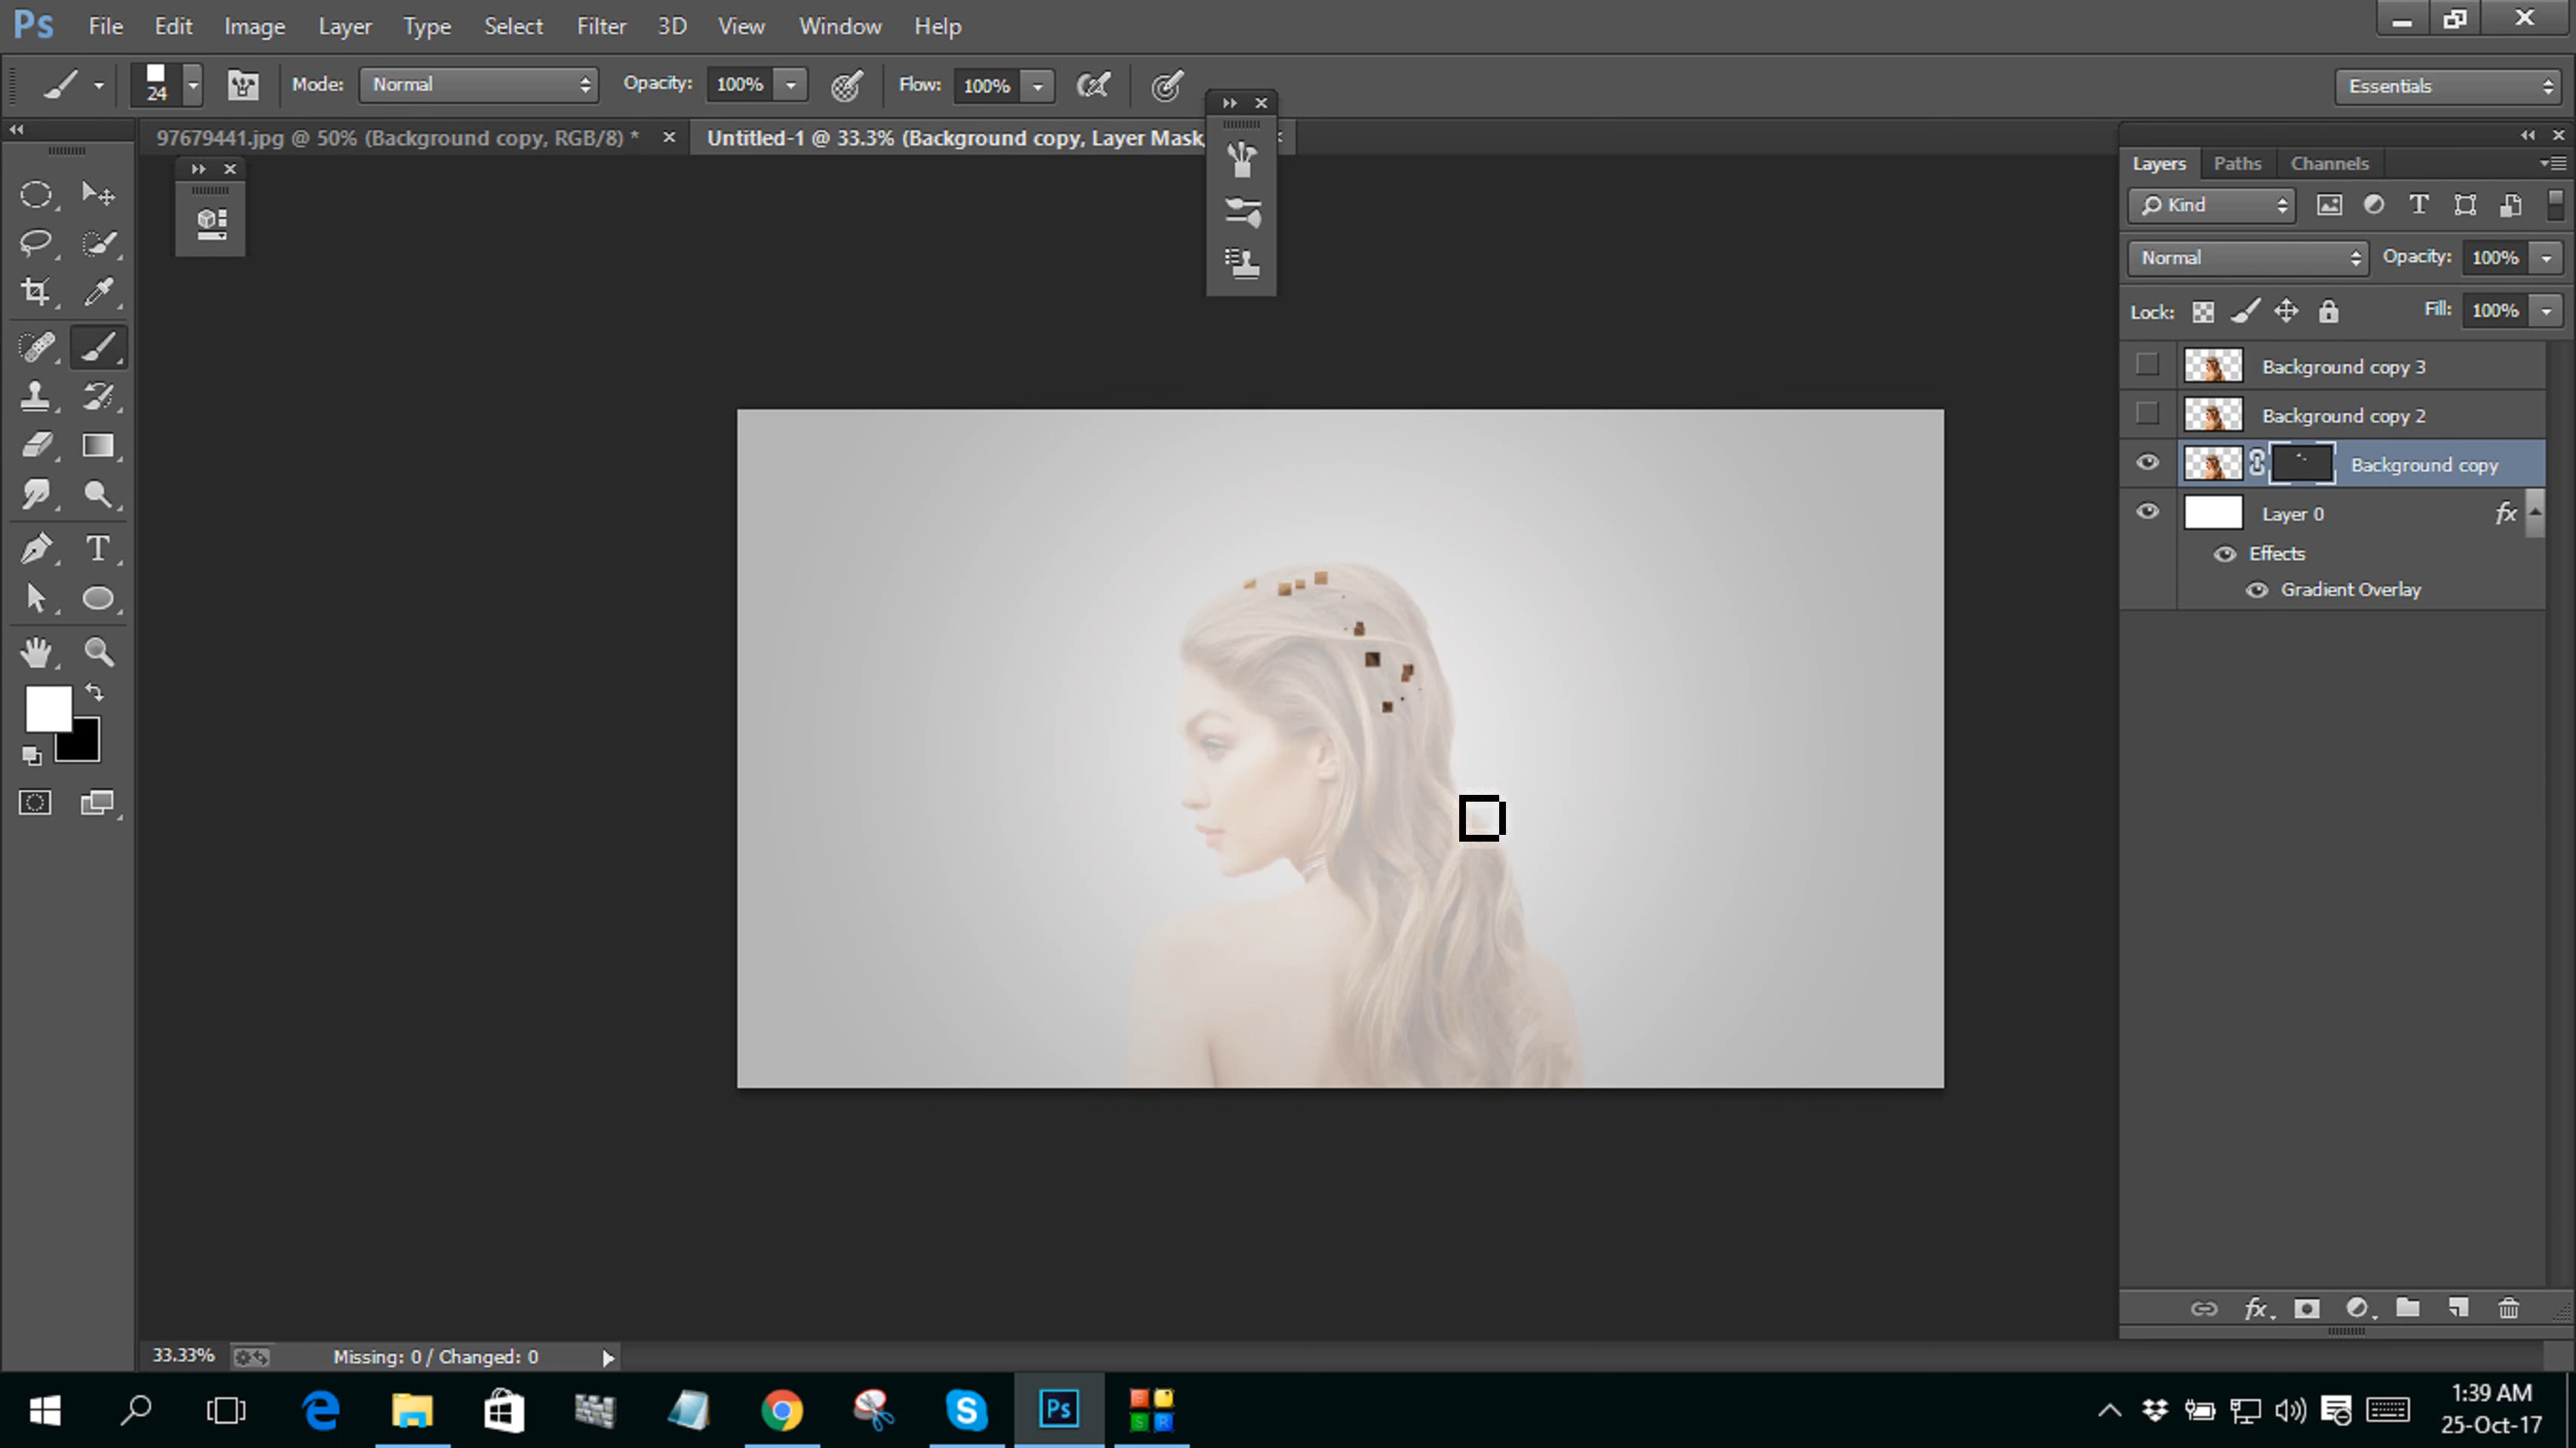 Ps File Edit Image Layer Type Select Filter 3D View Window Help
24 Mode: Normal Opacity: 100% Flow: 100% Essentials
97679441.jpg @ 50% (Background copy, RGB/8) * Untitled-1 @ 33.3% (Background copy, Layer Mask,
Layers Paths Channels
Kind
Normal Opacity: 100%
Lock: Fill: 100%
Background copy 3
Background copy 2
Background copy
Layer 0 fx
Effects
Gradient Overlay
T
fx
33.33% Missing: 0 / Changed: 0
Ps
1:39 AM
25-Oct-17